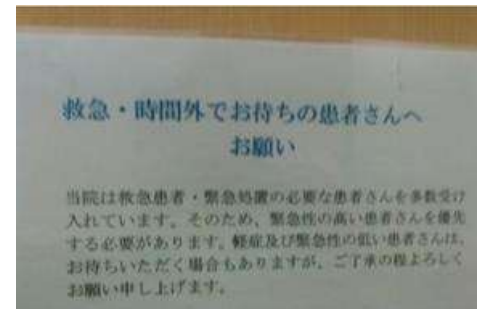 救急・時間外でお待ちの患者さんへ
お願い
当院は救急患者・緊急処置の必要な患者さんを多数受け
入れています。そのため、緊急性の高い患者さんを優先
する必要があります。軽症及び緊急性の低い患者さんは、
お待ちいただく場合もありますが、ご了承の程よろしく
お願い申し上げます。